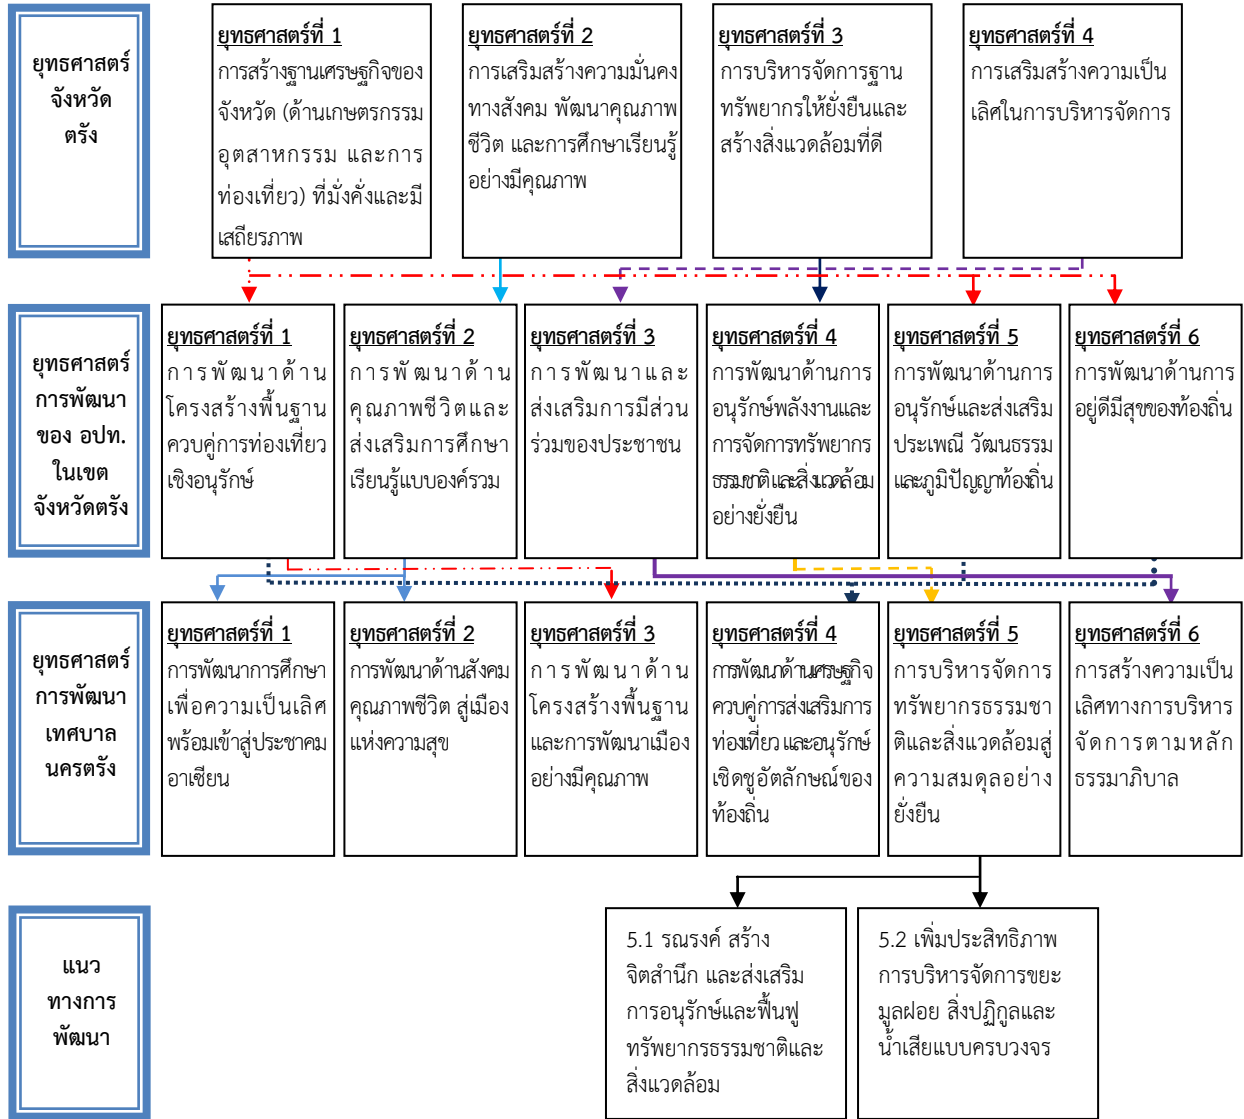 ยุทธศาสตร์
จังหวัด
ตรัง
ยุทธศาสตร์ที่ 1
การสร้างฐานเศรษฐกิจของ
จังหวัด (ด้านเกษตรกรรม
อุตสาหกรรม และการ
ท่องเที่ยว) ที่มั่งคั่งและมี
เสถียรภาพ
ยุทธศาสตร์ที่ 2
การเสริมสร้างความมั่นคง
ทางสังคม พัฒนาคุณภาพ
ชีวิต และการศึกษาเรียนรู้
อย่างมีคุณภาพ
ยุทธศาสตร์ที่ 3
การบริหารจัดการฐาน
ทรัพยากรให้ยั่งยืนและ
สร้างสิ่งแวดล้อมที่ดี
ยุทธศาสตร์ที่ 4
การเสริมสร้างความเป็น
เลิศในการบริหารจัดการ
ยุทธศาสตร์
การพัฒนา
ของ อปท.
ในเขต
จังหวัดตรัง
ยุทธศาสตร์ที่ 1
การพัฒนาด้าน
โครงสร้างพื้นฐาน
ควบคู่การท่องเที่ยว
เชิงอนุรักษ์
ยุทธศาสตร์ที่ 2
การพัฒนาด้าน
คุณภาพชีวิตและ
ส่งเสริมการศึกษา
เรียนรู้แบบองค์รวม
ยุทธศาสตร์ที่ 3
การพัฒนาและ
ส่งเสริมการมีส่วน
ร่วมของประชาชน
ยุทธศาสตร์ที่ 4
การพัฒนาด้านการ
อนุรักษ์พลังงานและ
การจัดการทรัพยากร
ธรรมชาติและสิ่งแวดล้อม
อย่างยั่งยืน
ยุทธศาสตร์ที่ 5
การพัฒนาด้านการ
อนุรักษ์และส่งเสริม
ประเพณี วัฒนธรรม
และภูมิปัญญาท้องถิ่น
ยุทธศาสตร์ที่ 6
การพัฒนาด้านการ
อยู่ดีมีสุขของท้องถิ่น
ยุทธศาสตร์
การพัฒนา
เทศบาล
นครตรัง
ยุทธศาสตร์ที่ 1
การพัฒนาการศึกษา
เพื่อความเป็นเลิศ
พร้อมเข้าสู่ประชาคม
อาเซียน
ยุทธศาสตร์ที่ 2
การพัฒนาด้านสังคม
คุณภาพชีวิต สู่เมือง
แห่งความสุข
ยุทธศาสตร์ที่ 3
การพัฒนาด้าน
โครงสร้างพื้นฐาน
และการพัฒนาเมือง
อย่างมีคุณภาพ
ยุทธศาสตร์ที่ 4
การพัฒนาด้านเศรษฐกิจ
ควบคู่การส่งเสริมการ
ท่องเที่ยว และอนุรักษ์
เชิดชูอัตลักษณ์ของ
ท้องถิ่น
ยุทธศาสตร์ที่ 5
การบริหารจัดการ
ทรัพยากรธรรมชา
ติและสิ่งแวดล้อมสู่
ความสมดุลอย่าง
ยั่งยืน
ยุทธศาสตร์ที่ 6
การสร้างความเป็น
เลิศทางการบริหาร
จัดการตามหลัก
ธรรมาภิบาล
แนว
ทางการ
พัฒนา
5.1 รณรงค์ สร้าง
จิตสำนึก และส่งเสริม
การอนุรักษ์และฟื้นฟู
ทรัพยากรธรรมชาติและ
สิ่งแวดล้อม
5.2 เพิ่มประสิทธิภาพ
การบริหารจัดการขยะ
มูลฝอย สิ่งปฏิกูลและ
น้ำเสียแบบครบวงจร